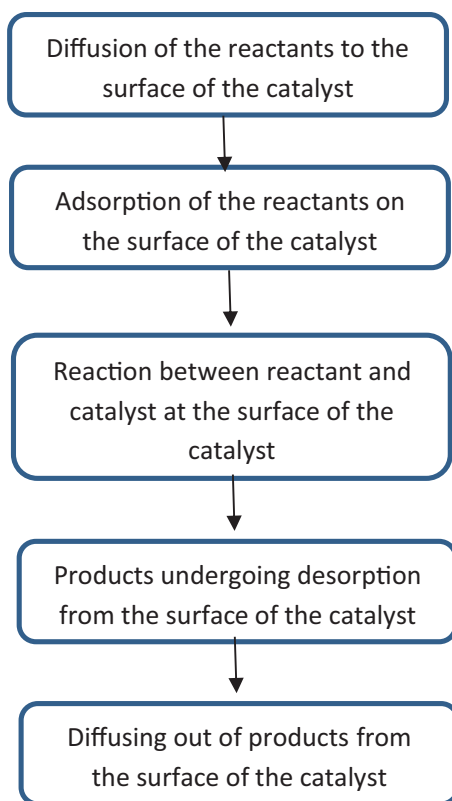 Diffusion of the reactants to the
surface of the catalyst
Adsorption of the reactants on
the surface of the catalyst
Reaction between reactant and
catalyst at the surface of the
catalyst
Products undergoing desorption
from the surface of the catalyst
Diffusing out of products from
the surface of the catalyst